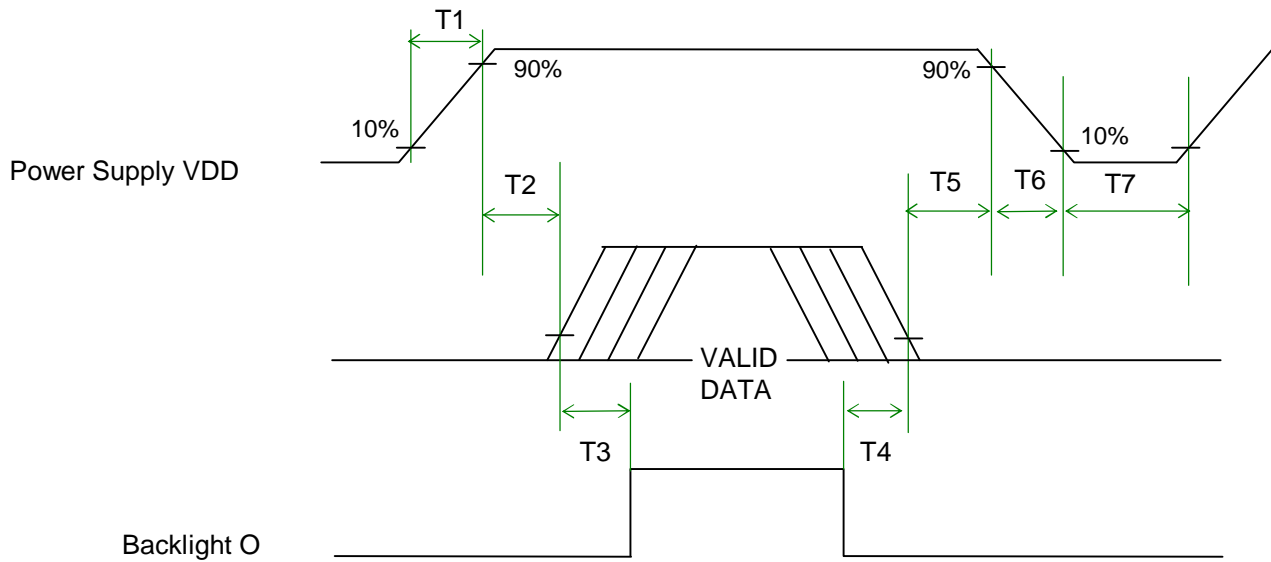 T1
90%
90%
10%
10%
Power Supply VDD
T2
T5
T6
T7
VALID
DATA
T3
T4
Backlight O